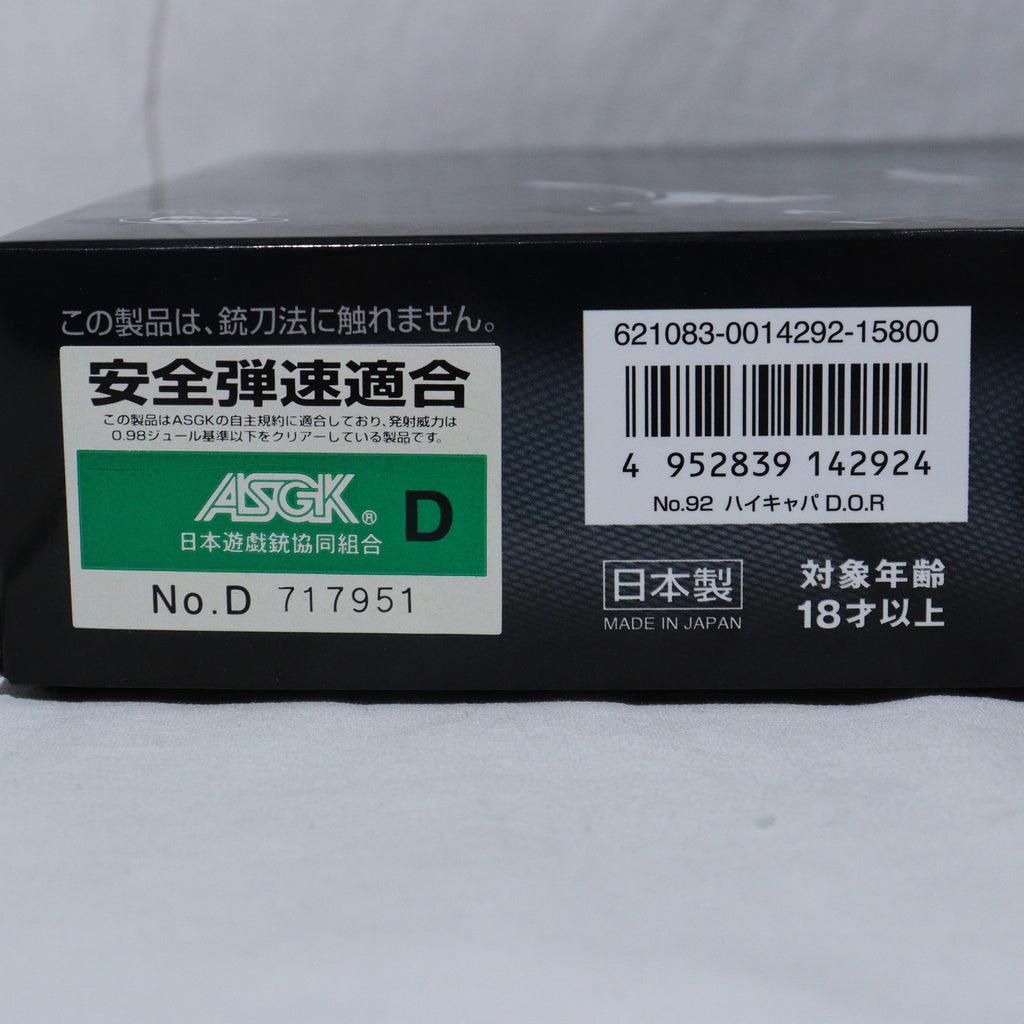 この製品は、銃刀法に触れません。
安全弾速適合
この製品はASGKの自主規約に適合しており、発射威力は
0.98ジュール基準以下をクリアーしている製品です。
ASGK® D
日本遊戯銃協同組合
No.D 717951
621083-0014292-15800
4 952839 142924
No.92 ハイキャパ D.O.R
日本製
MADE IN JAPAN
対象年齢
18才以上